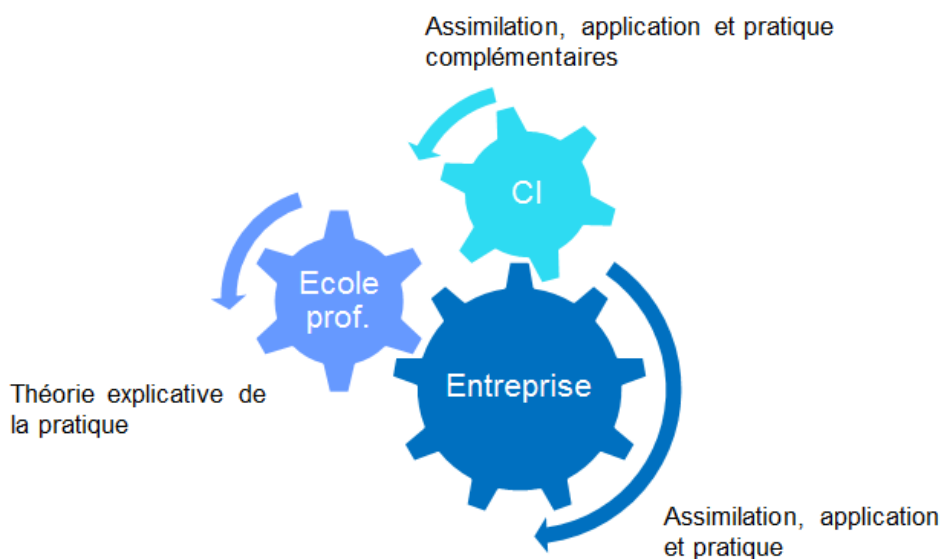 Assimilation, application et pratique
complémentaires
CI
Ecole
prof.
Entreprise
Théorie explicative de
la pratique
Assimilation, application
et pratique